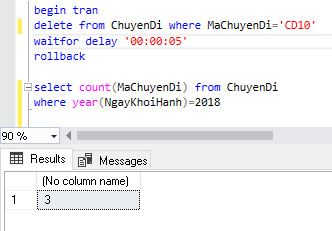 begin tran
delete from ChuyenDi where MaChuyenDi='CD10'
waitfor delay '00:00:05'
rollback
select count(MaChuyenDi) from ChuyenDi
where year(NgayKhoiHanh)=2018
90 %
Results Messages
(No column name)
1 3